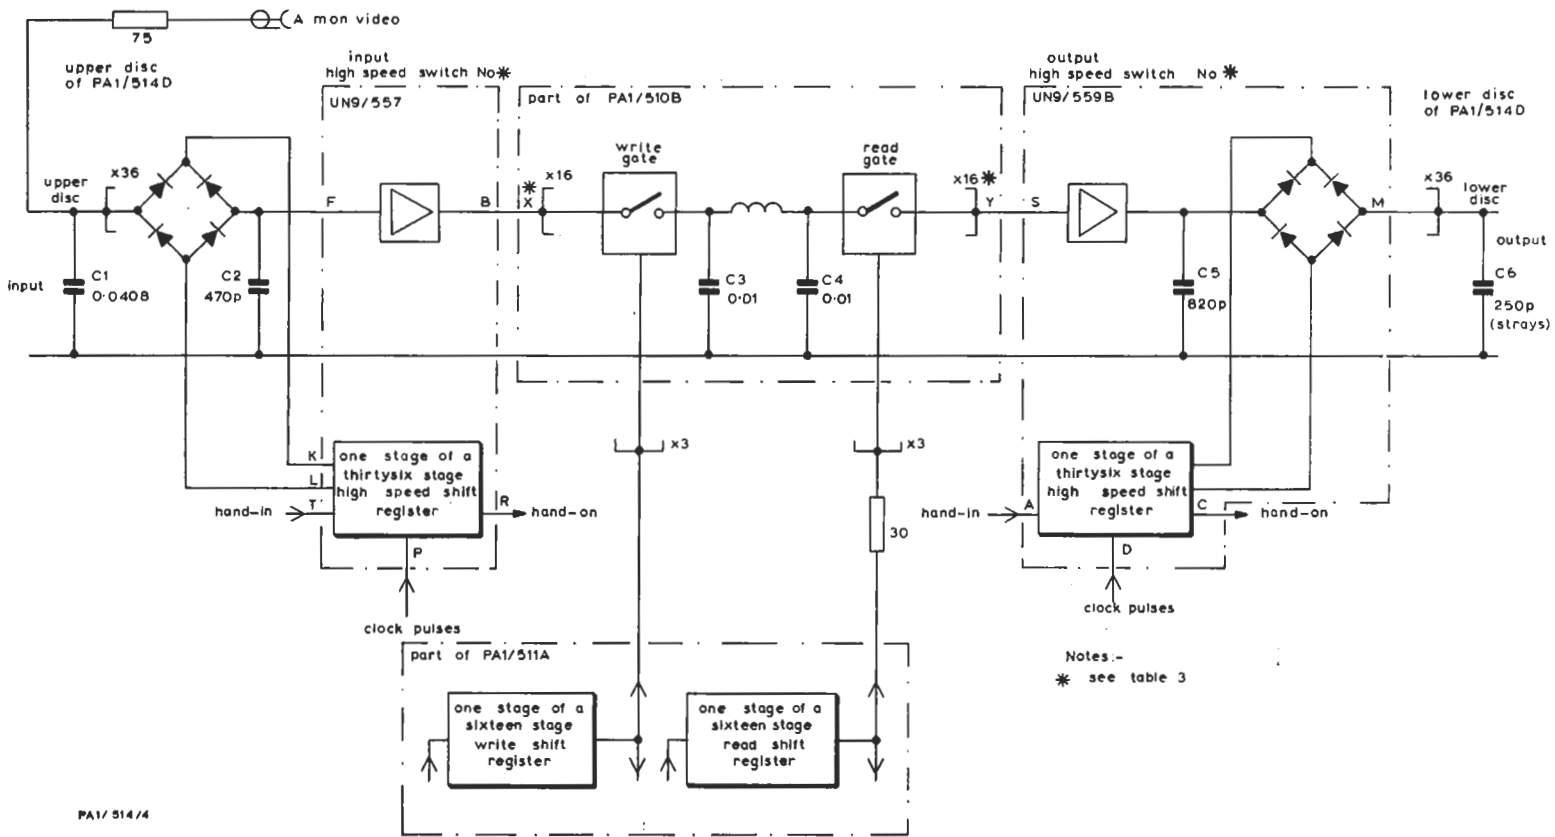 A mon video
75
upper disc
of PA1/514D
input
high speed switch No*
UN9/557
part of PA1/510B
output
high speed switch No*
UN9/559B
lower disc
of PA1/514D
write
gate
read
gate
upper
disc
x36
F
B
*
X
x16
x16*
Y
S
M
x36
lower
disc
input
C1
0·0408
C2
470p
C3
0·01
C4
0·01
C5
820p
output
C6
250p
(strays)
K
L
T
hand-in
one stage of a
thirtysix stage
high speed shift
register
R
hand-on
P
clock pulses
x3
x3
30
hand-in
A
one stage of a
thirtysix stage
high speed shift
register
C
hand-on
D
clock pulses
part of PA1/511A
one stage of a
sixteen stage
write shift
register
one stage of a
sixteen stage
read shift
register
Notes:-
* see table 3
PA1/514/4